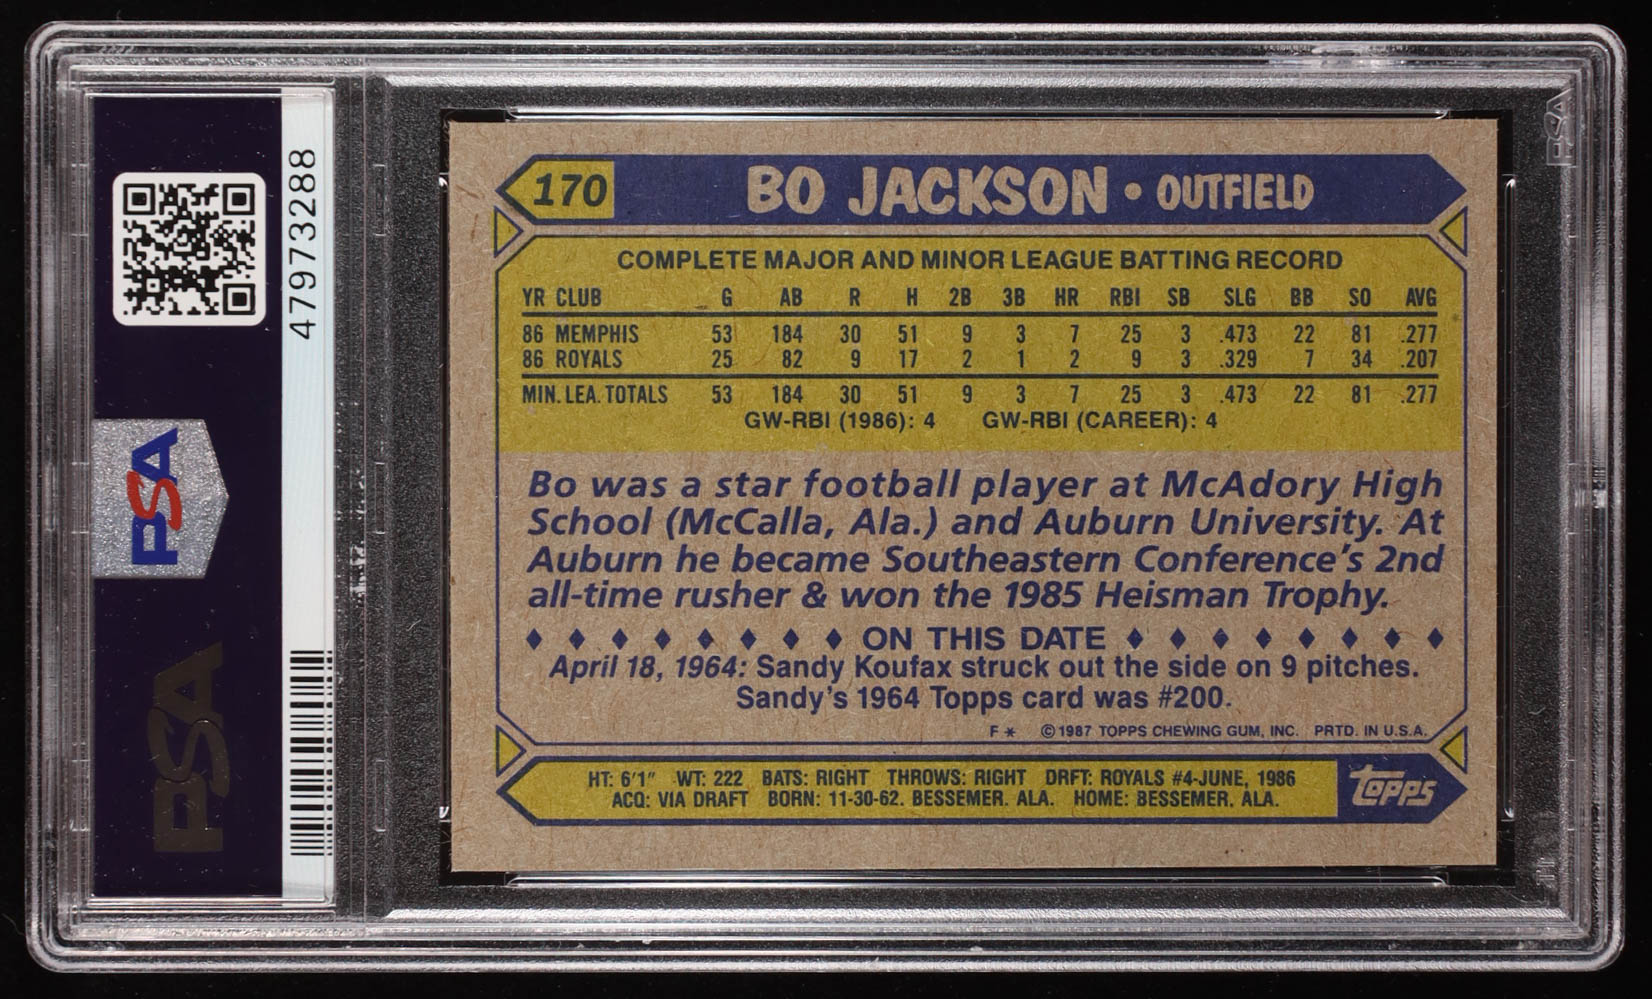 47973288
PSA
PSA
PSA
170 BO JACKSON • OUTFIELD
COMPLETE MAJOR AND MINOR LEAGUE BATTING RECORD
YR CLUB G AB R H 2B 3B HR RBI SB SLG BB SO AVG
86 MEMPHIS 53 184 30 51 9 3 7 25 3 .473 22 81 .277
86 ROYALS 25 82 9 17 2 1 2 9 3 .329 7 34 .207
MIN. LEA. TOTALS 53 184 30 51 9 3 7 25 3 .473 22 81 .277
GW-RBI (1986): 4 GW-RBI (CAREER): 4
Bo was a star football player at McAdory High
School (McCalla, Ala.) and Auburn University. At
Auburn he became Southeastern Conference's 2nd
all-time rusher & won the 1985 Heisman Trophy.
♦ ♦ ♦ ♦ ♦ ♦ ♦ ♦ ON THIS DATE ♦ ♦ ♦ ♦ ♦ ♦ ♦ ♦
April 18, 1964: Sandy Koufax struck out the side on 9 pitches.
Sandy's 1964 Topps card was #200.
F * © 1987 TOPPS CHEWING GUM, INC. PRTD. IN U.S.A.
HT: 6'1" WT: 222 BATS: RIGHT THROWS: RIGHT DRFT: ROYALS #4-JUNE, 1986
ACQ: VIA DRAFT BORN: 11-30-62, BESSEMER, ALA. HOME: BESSEMER, ALA.
topps